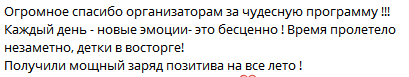 Огромное спасибо организаторам за чудесную программу !!!
Каждый день - новые эмоции- это бесценно ! Время пролетело
незаметно, детки в восторге!
Получили мощный заряд позитива на все лето !